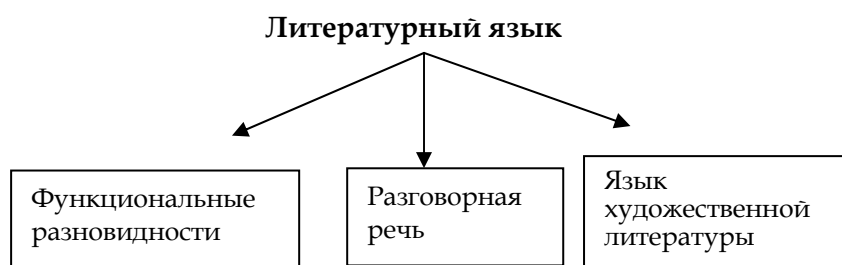 Литературный язык
Функциональные
разновидности
Разговорная
речь
Язык
художественной
литературы